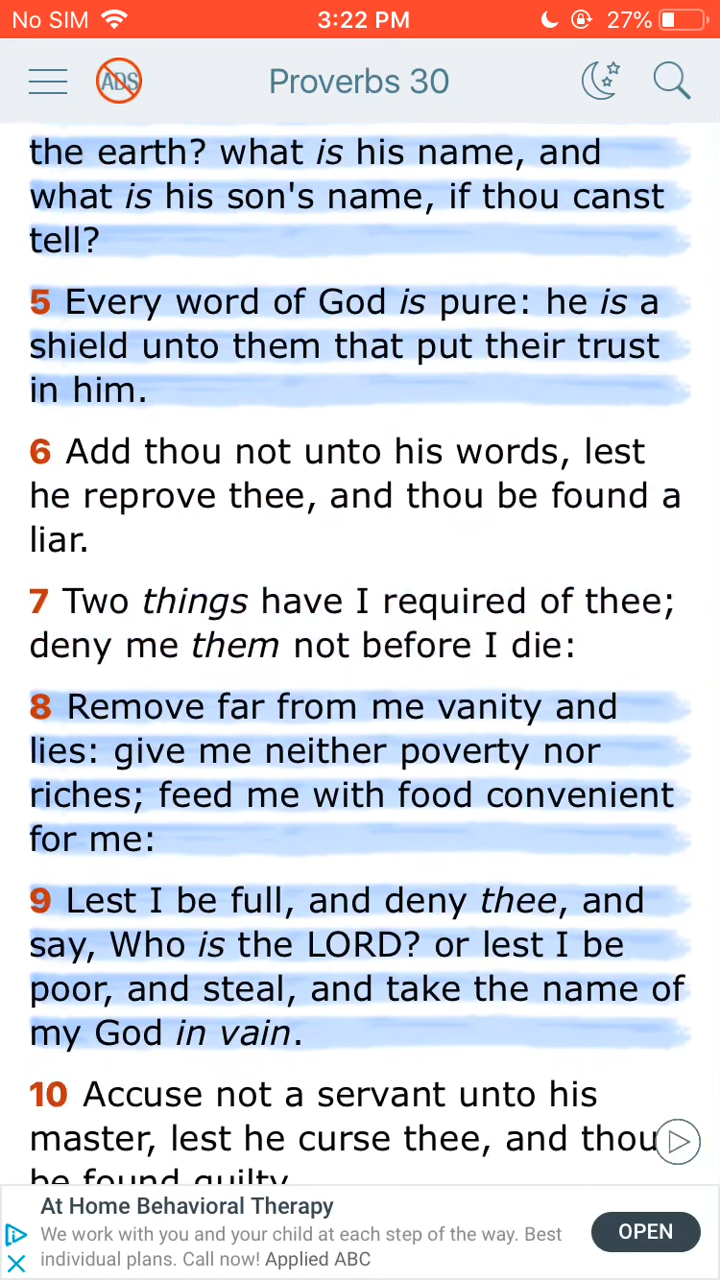 No SIM 3:22 PM 27%
ADS Proverbs 30
the earth? what is his name, and
what is his son's name, if thou canst
tell?
5 Every word of God is pure: he is a
shield unto them that put their trust
in him.
6 Add thou not unto his words, lest
he reprove thee, and thou be found a
liar.
7 Two things have I required of thee;
deny me them not before I die:
8 Remove far from me vanity and
lies: give me neither poverty nor
riches; feed me with food convenient
for me:
9 Lest I be full, and deny thee, and
say, Who is the LORD? or lest I be
poor, and steal, and take the name of
my God in vain.
10 Accuse not a servant unto his
master, lest he curse thee, and thou
be found guilty
At Home Behavioral Therapy
We work with you and your child at each step of the way. Best
individual plans. Call now! Applied ABC
OPEN